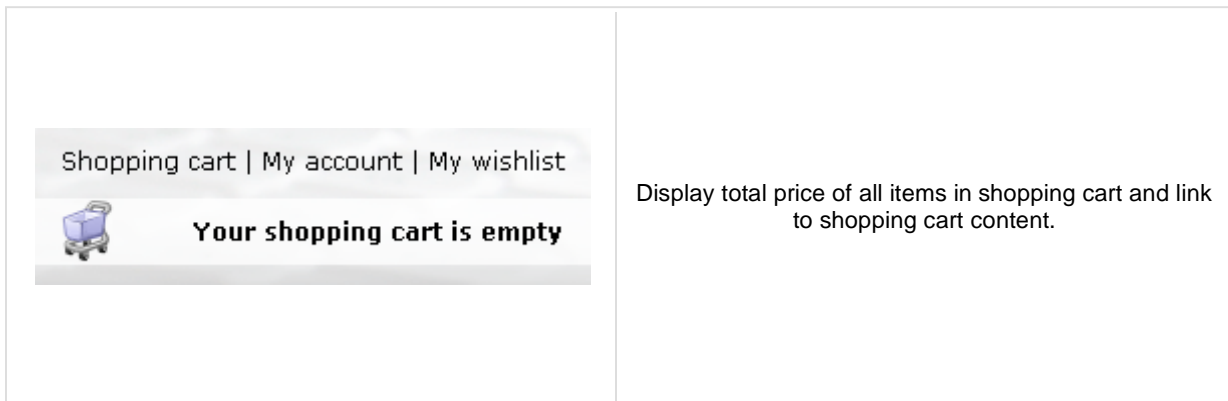 Shopping cart | My account | My wishlist
Your shopping cart is empty
Display total price of all items in shopping cart and link
to shopping cart content.